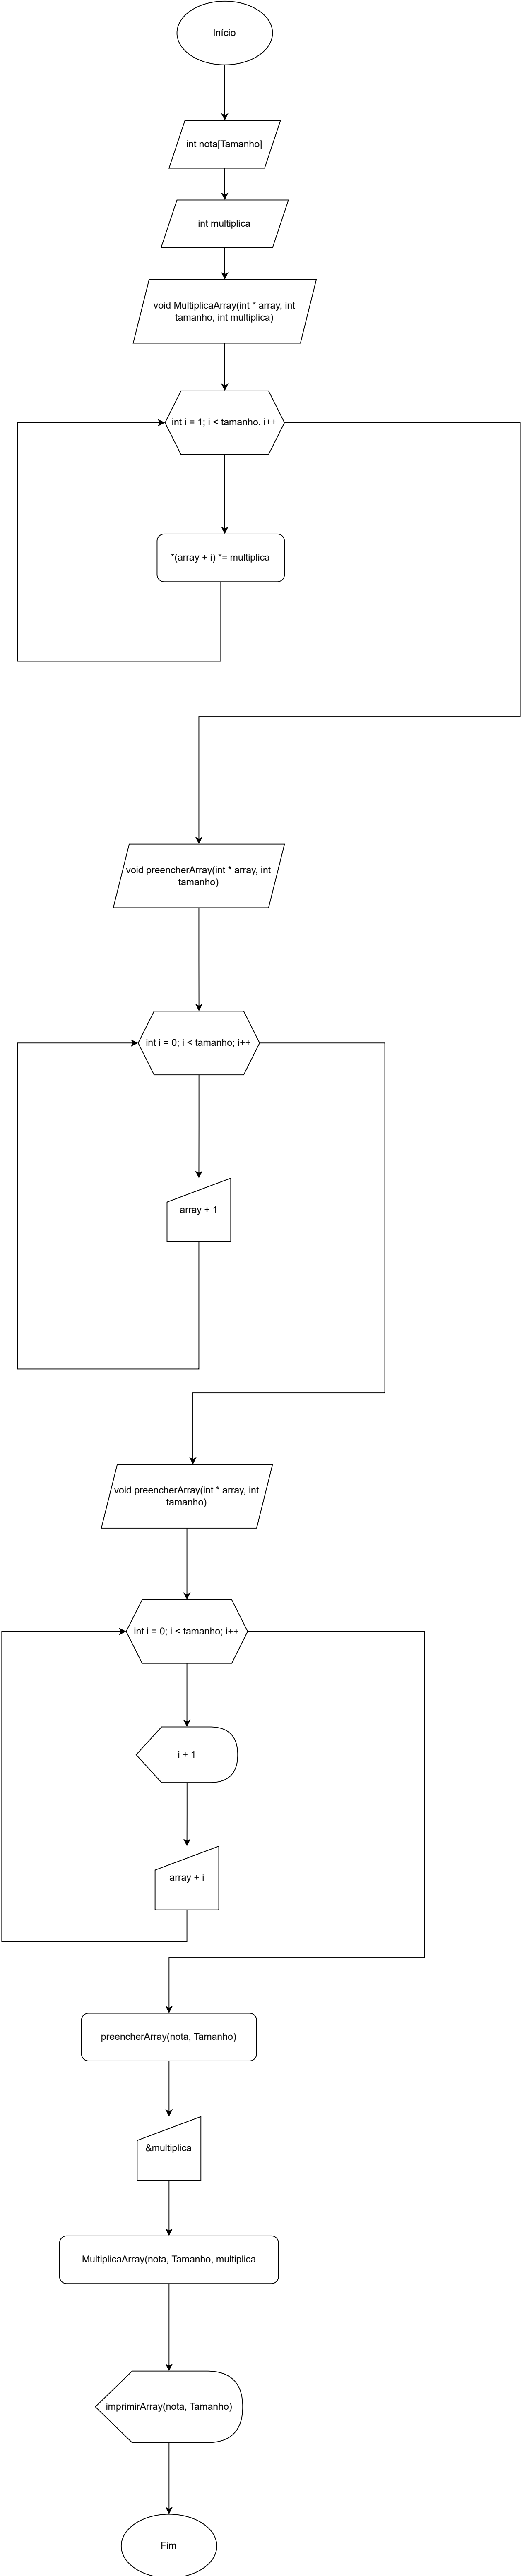 Início
int nota[Tamanho]
int multiplica
void MultiplicaArray(int * array, int
tamanho, int multiplica)
int i = 1; i < tamanho. i++
*(array + i) *= multiplica
void preencherArray(int * array, int
tamanho)
int i = 0; i < tamanho; i++
array + 1
void preencherArray(int * array, int
tamanho)
int i = 0; i < tamanho; i++
i + 1
array + i
preencherArray(nota, Tamanho)
&multiplica
MultiplicaArray(nota, Tamanho, multiplica
imprimirArray(nota, Tamanho)
Fim